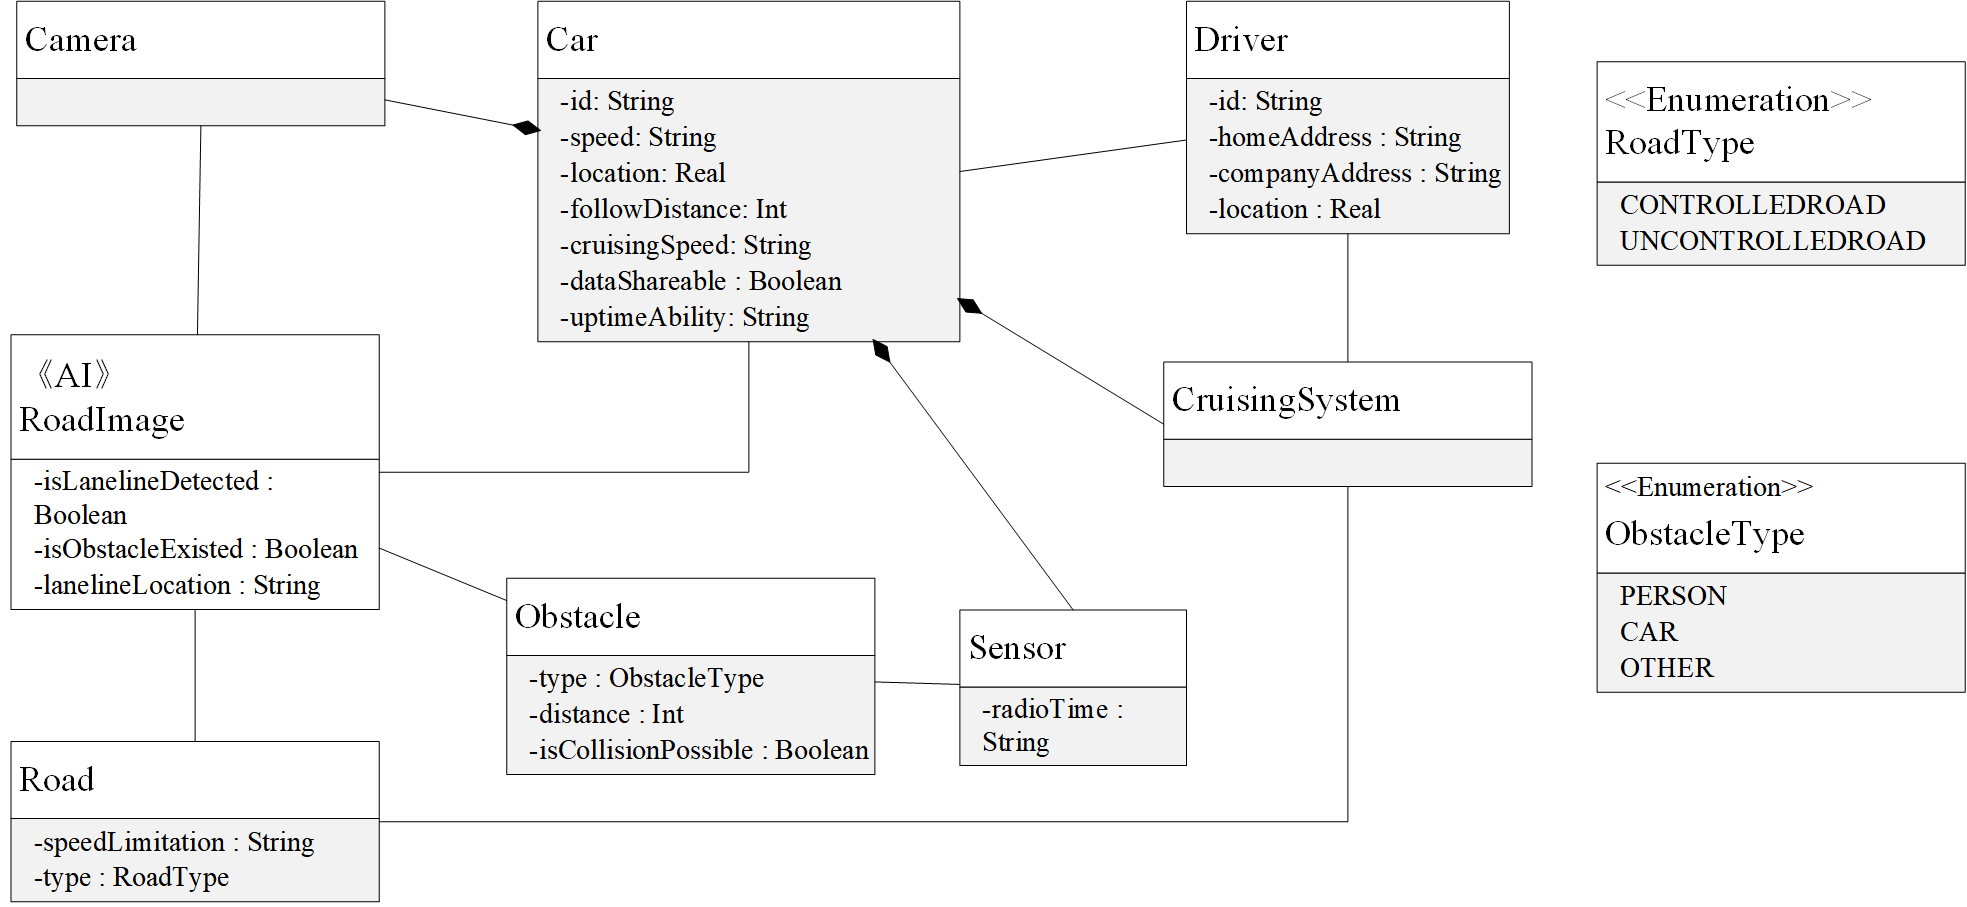 Camera
Car
-id: String
-speed: String
-location: Real
-followDistance: Int
-cruisingSpeed: String
-dataShareable : Boolean
-uptimeAbility: String
Driver
-id: String
-homeAddress : String
-companyAddress : String
-location : Real
<<Enumeration>>
RoadType
CONTROLLEDROAD
UNCONTROLLEDROAD
《AI》
RoadImage
-isLanelineDetected :
Boolean
-isObstacleExisted : Boolean
-lanelineLocation : String
CruisingSystem
<<Enumeration>>
ObstacleType
PERSON
CAR
OTHER
Obstacle
-type : ObstacleType
-distance : Int
-isCollisionPossible : Boolean
Sensor
-radioTime :
String
Road
-speedLimitation : String
-type : RoadType